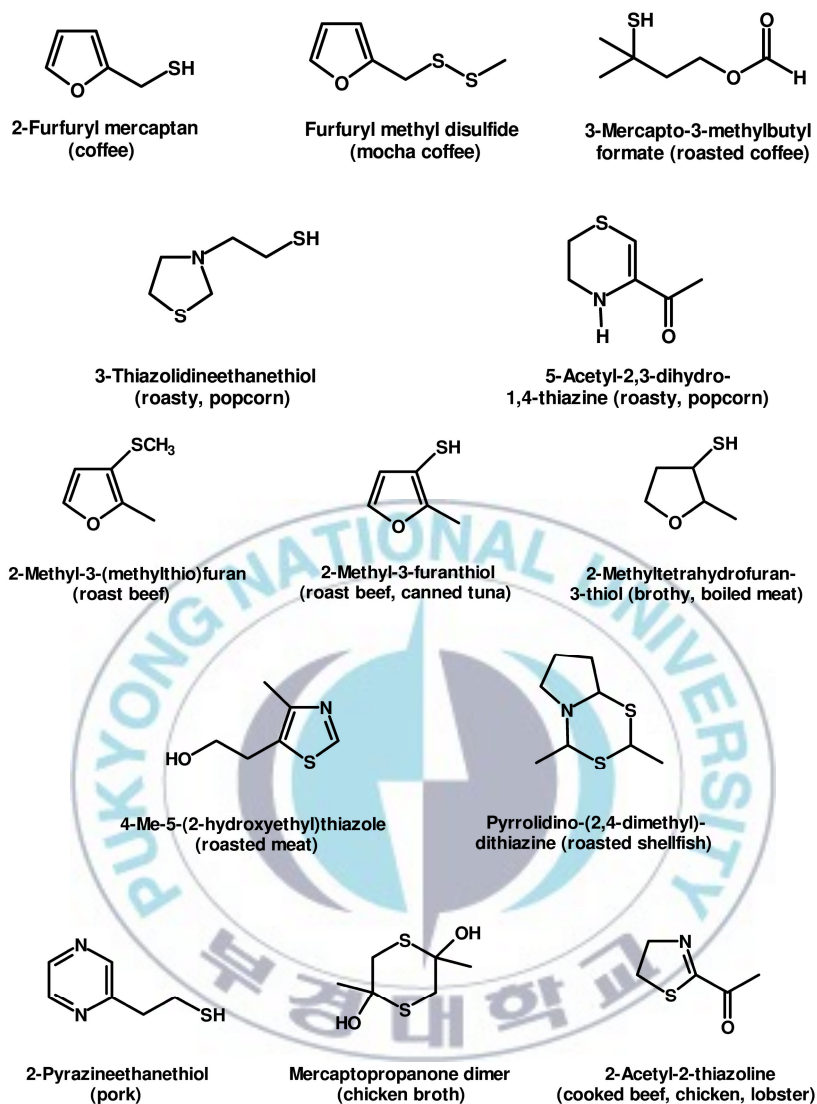 SH
O
2-Furfuryl mercaptan
(coffee)
S
S
O
Furfuryl methyl disulfide
(mocha coffee)
SH
O
O
H
3-Mercapto-3-methylbutyl
formate (roasted coffee)
SH
N
S
3-Thiazolidineethanethiol
(roasty, popcorn)
S
N
H
O
5-Acetyl-2,3-dihydro-
1,4-thiazine (roasty, popcorn)
SCH3
O
2-Methyl-3-(methylthio)furan
(roast beef)
SH
O
2-Methyl-3-furanthiol
(roast beef, canned tuna)
SH
O
2-Methyltetrahydrofuran-
3-thiol (brothy, boiled meat)
N
HO
S
4-Me-5-(2-hydroxyethyl)thiazole
(roasted meat)
N
S
S
Pyrrolidino-(2,4-dimethyl)-
dithiazine (roasted shellfish)
N
N
SH
2-Pyrazineethanethiol
(pork)
S
OH
S
HO
Mercaptopropanone dimer
(chicken broth)
N
S
O
2-Acetyl-2-thiazoline
(cooked beef, chicken, lobster)
PUKYONG NATIONAL UNIVERSITY
부경대학교